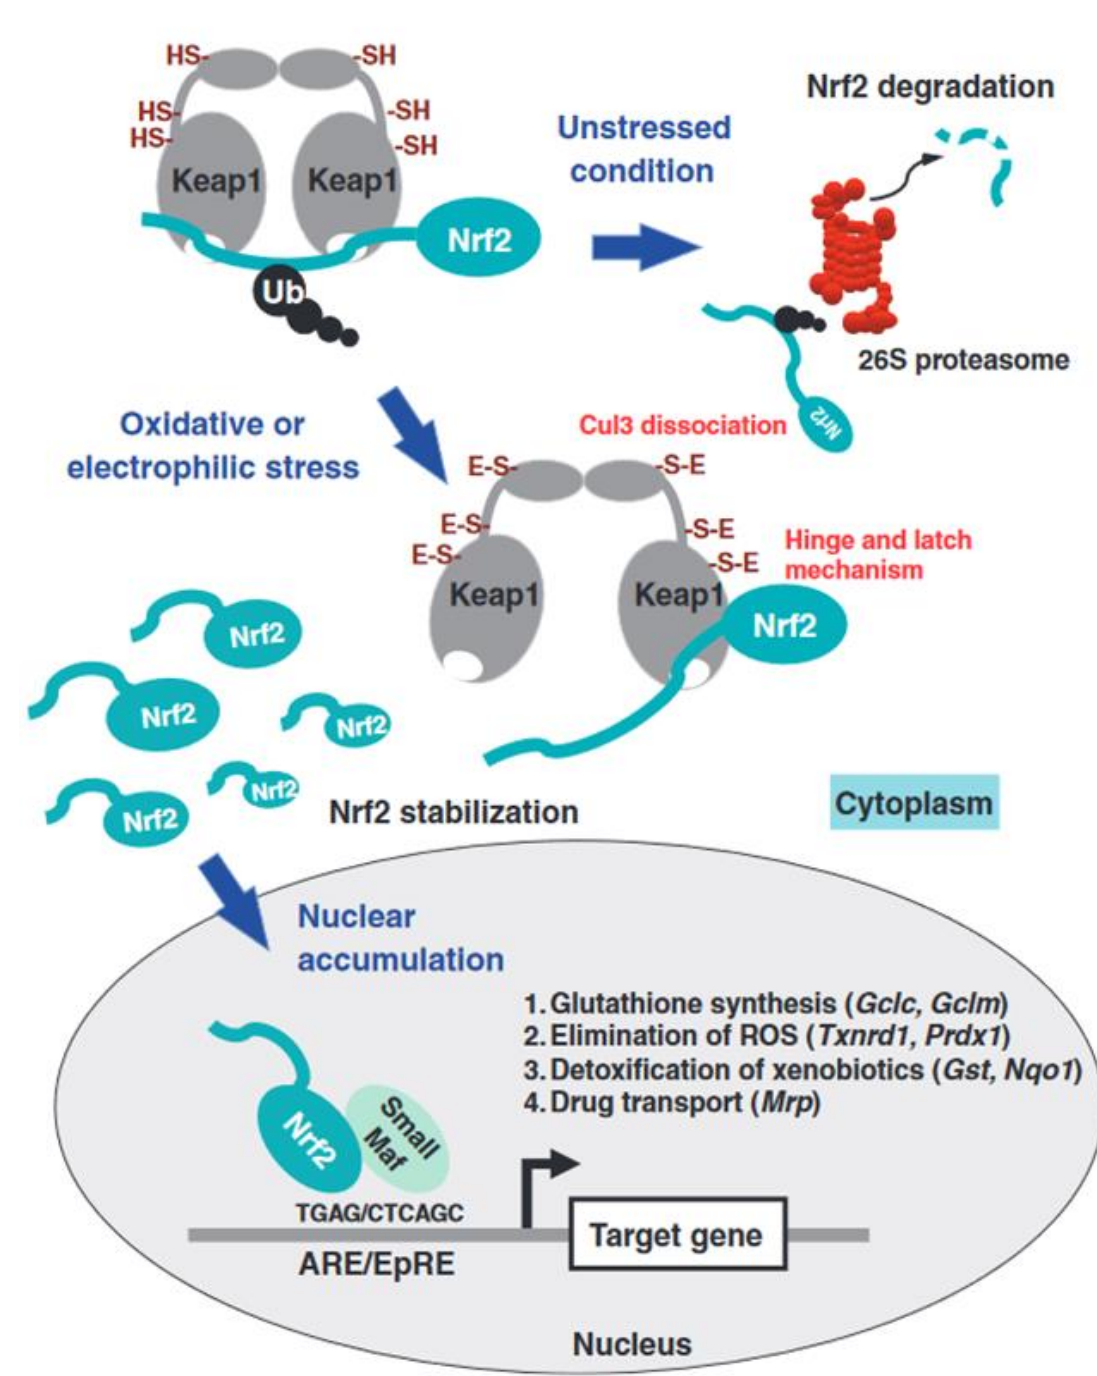 HS-
-SH
HS-
-SH
HS-
-SH
Keap1
Keap1
Nrf2
Ub
Unstressed
condition
Nrf2 degradation
26S proteasome
Nrf2
Oxidative or
electrophilic stress
Cul3 dissociation
E-S-
-S-E
E-S-
-S-E
E-S-
-S-E
Hinge and latch
mechanism
Keap1
Keap1
Nrf2
Nrf2
Nrf2
Nrf2
Nrf2
Nrf2
Nrf2 stabilization
Cytoplasm
Nuclear
accumulation
1. Glutathione synthesis (Gclc, Gclm)
2. Elimination of ROS (Txnrd1, Prdx1)
3. Detoxification of xenobiotics (Gst, Nqo1)
4. Drug transport (Mrp)
Nrf2
Small
Maf
TGAG/CTCAGC
ARE/EpRE
Target gene
Nucleus